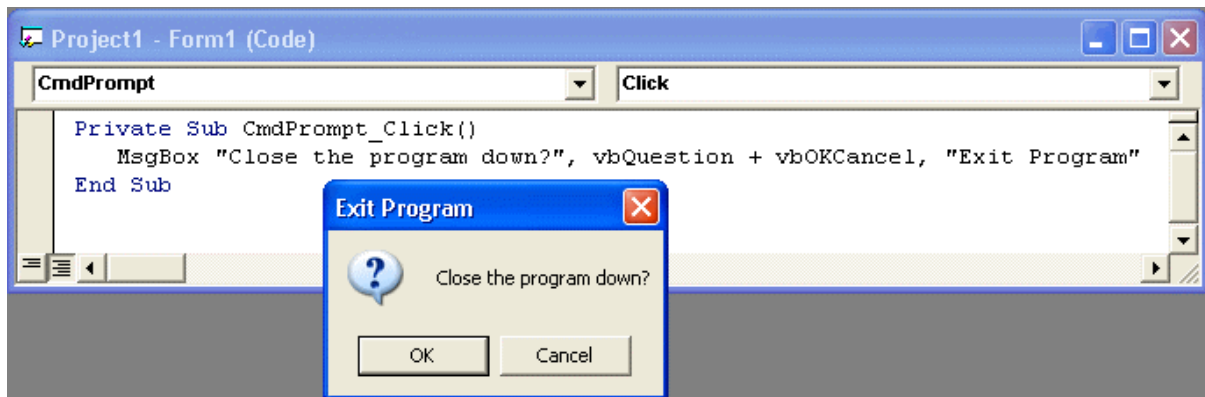 Project1 - Form1 (Code)
CmdPrompt Click
Private Sub CmdPrompt_Click()
MsgBox "Close the program down?", vbQuestion + vbOKCancel, "Exit Program"
End Sub
Exit Program
Close the program down?
OK Cancel